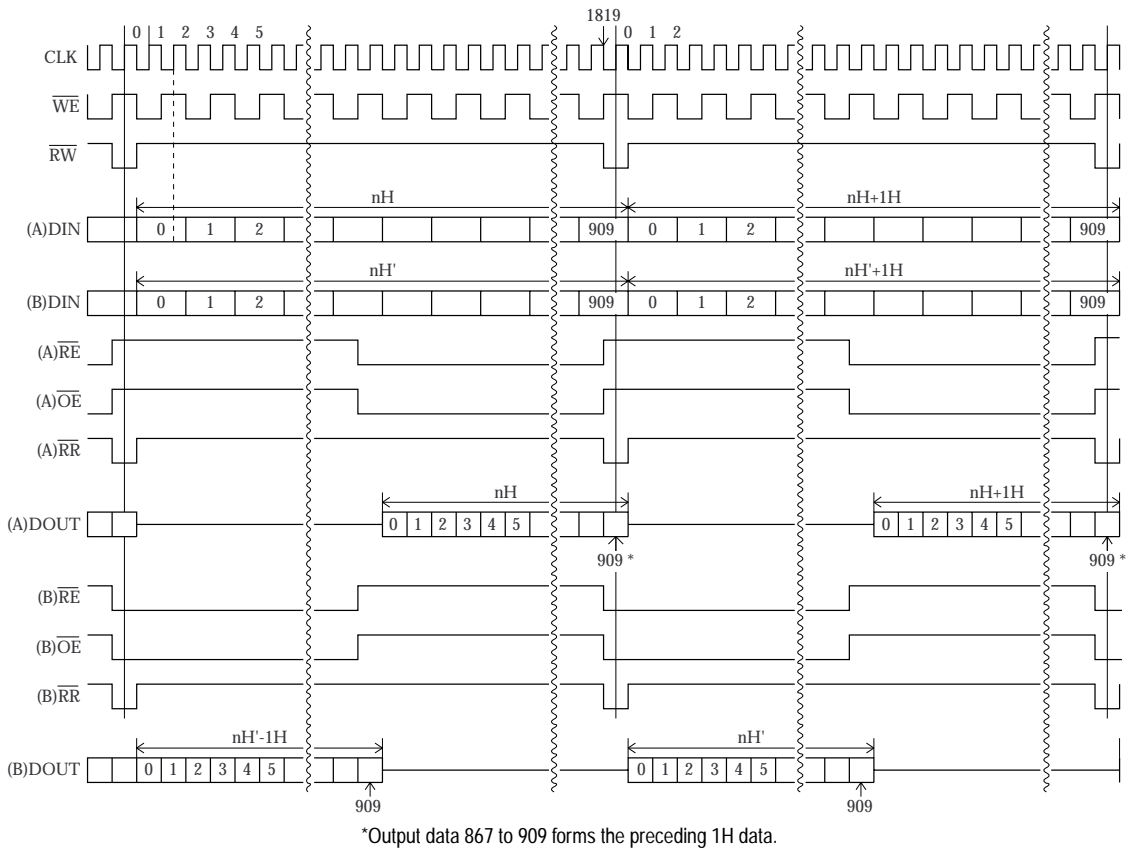 1819
0 1 2 3 4 5 0 1 2
CLK
WE
RW
nH nH+1H
(A)DIN 0 1 2 909 0 1 2 909
nH' nH'+1H
(B)DIN 0 1 2 909 0 1 2 909
(A)RE
(A)OE
(A)RR
nH nH+1H
(A)DOUT 0 1 2 3 4 5 0 1 2 3 4 5
909 * 909 *
(B)RE
(B)OE
(B)RR
nH'-1H nH'
(B)DOUT 0 1 2 3 4 5 0 1 2 3 4 5
909 909
*Output data 867 to 909 forms the preceding 1H data.